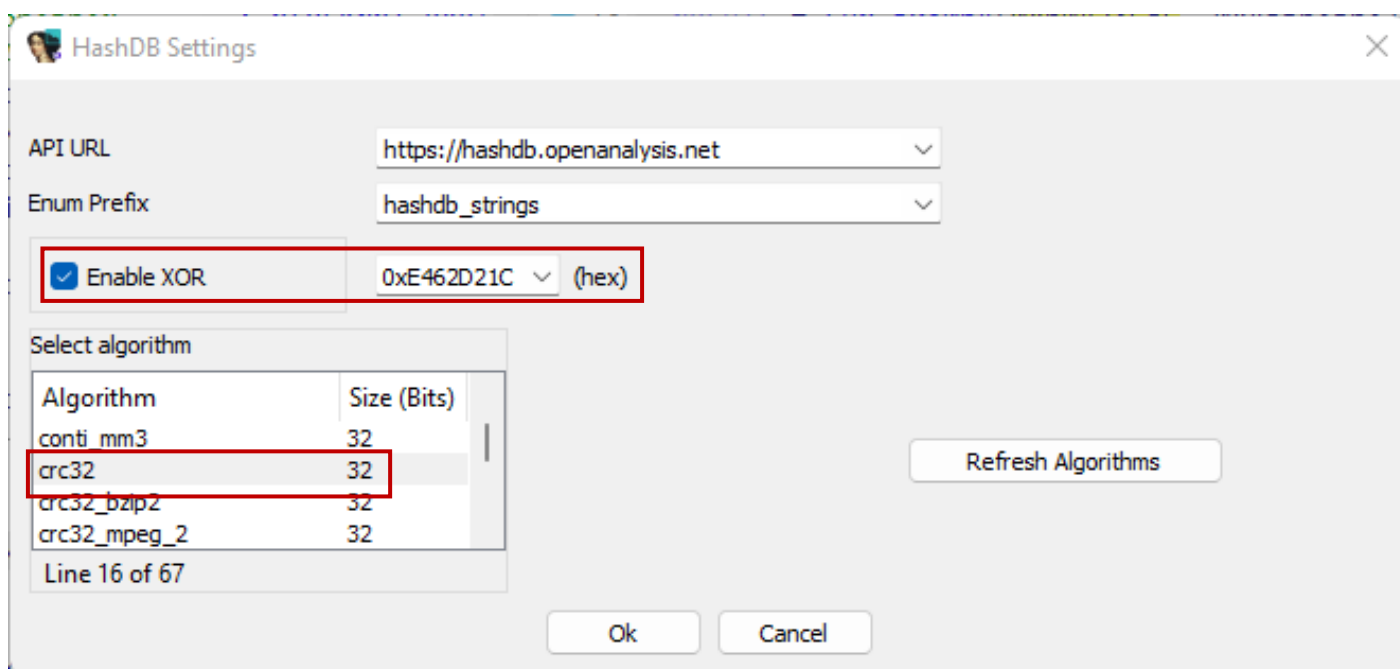 HashDB Settings
API URL https://hashdb.openanalysis.net
Enum Prefix hashdb_strings
Enable XOR 0xE462D21C (hex)
Select algorithm
Algorithm Size (Bits)
conti_mm3 32
crc32 32
crc32_bzip2 32
crc32_mpeg_2 32
Line 16 of 67
Refresh Algorithms
Ok Cancel